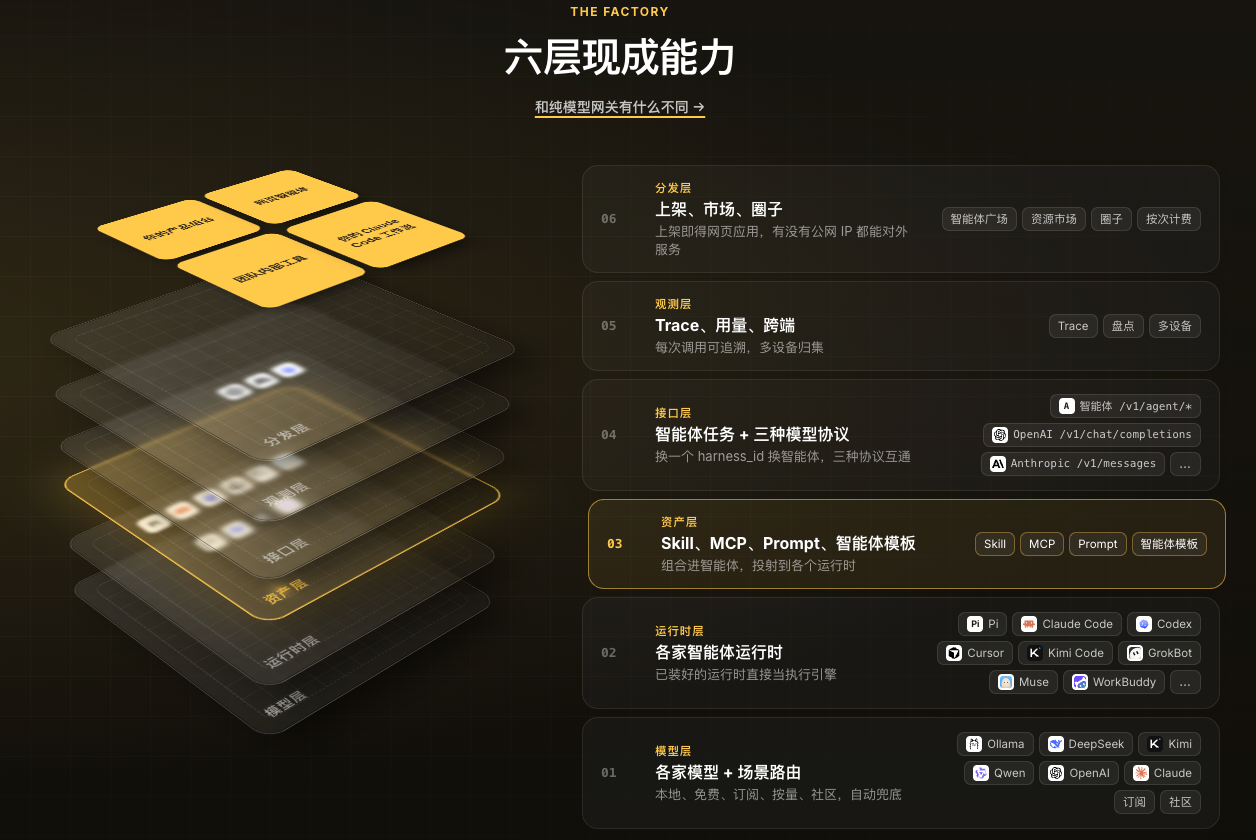 THE FACTORY
六层现成能力
和纯模型网关有什么不同 →
网页智能体
你的产品后台
你的 Claude
Code 工作流
团队内部工具
分发层
观测层
接口层
资产层
运行时层
模型层
06
分发层
上架、市场、圈子
上架即得网页应用，有没有公网 IP 都能对外
服务
智能体广场 资源市场 圈子 按次计费
05
观测层
Trace、用量、跨端
每次调用可追溯，多设备归集
Trace 盘点 多设备
04
接口层
智能体任务 + 三种模型协议
换一个 harness_id 换智能体，三种协议互通
A 智能体 /v1/agent/*
OpenAI /v1/chat/completions
Anthropic /v1/messages ...
03
资产层
Skill、MCP、Prompt、智能体模板
组合进智能体，投射到各个运行时
Skill MCP Prompt 智能体模板
02
运行时层
各家智能体运行时
已装好的运行时直接当执行引擎
Pi Pi Claude Code Codex
Cursor Kimi Code GrokBot
Muse WorkBuddy ...
01
模型层
各家模型 + 场景路由
本地、免费、订阅、按量、社区，自动兜底
Ollama DeepSeek Kimi
Qwen OpenAI Claude
订阅 社区